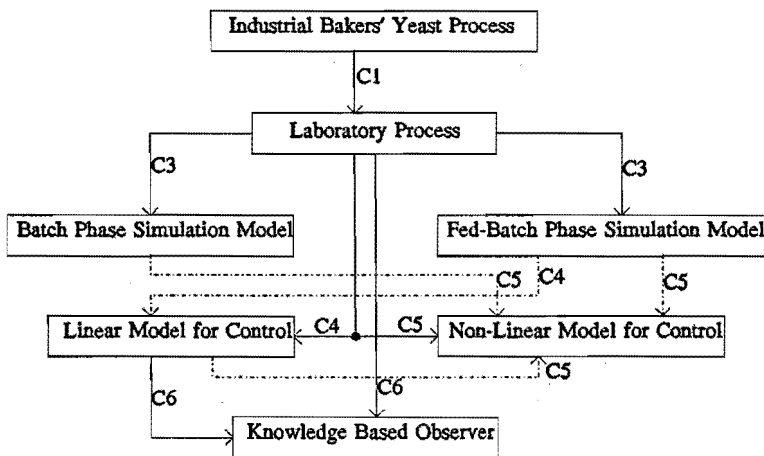 Industrial Bakers' Yeast Process
C1
Laboratory Process
C3
C3
Batch Phase Simulation Model
Fed-Batch Phase Simulation Model
C5
C4
C5
Linear Model for Control
C4
C5
Non-Linear Model for Control
C5
C6
C6
Knowledge Based Observer